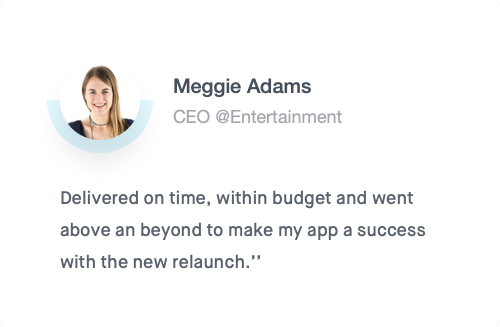 Meggie Adams
CEO @Entertainment
Delivered on time, within budget and went
above an beyond to make my app a success
with the new relaunch.’’